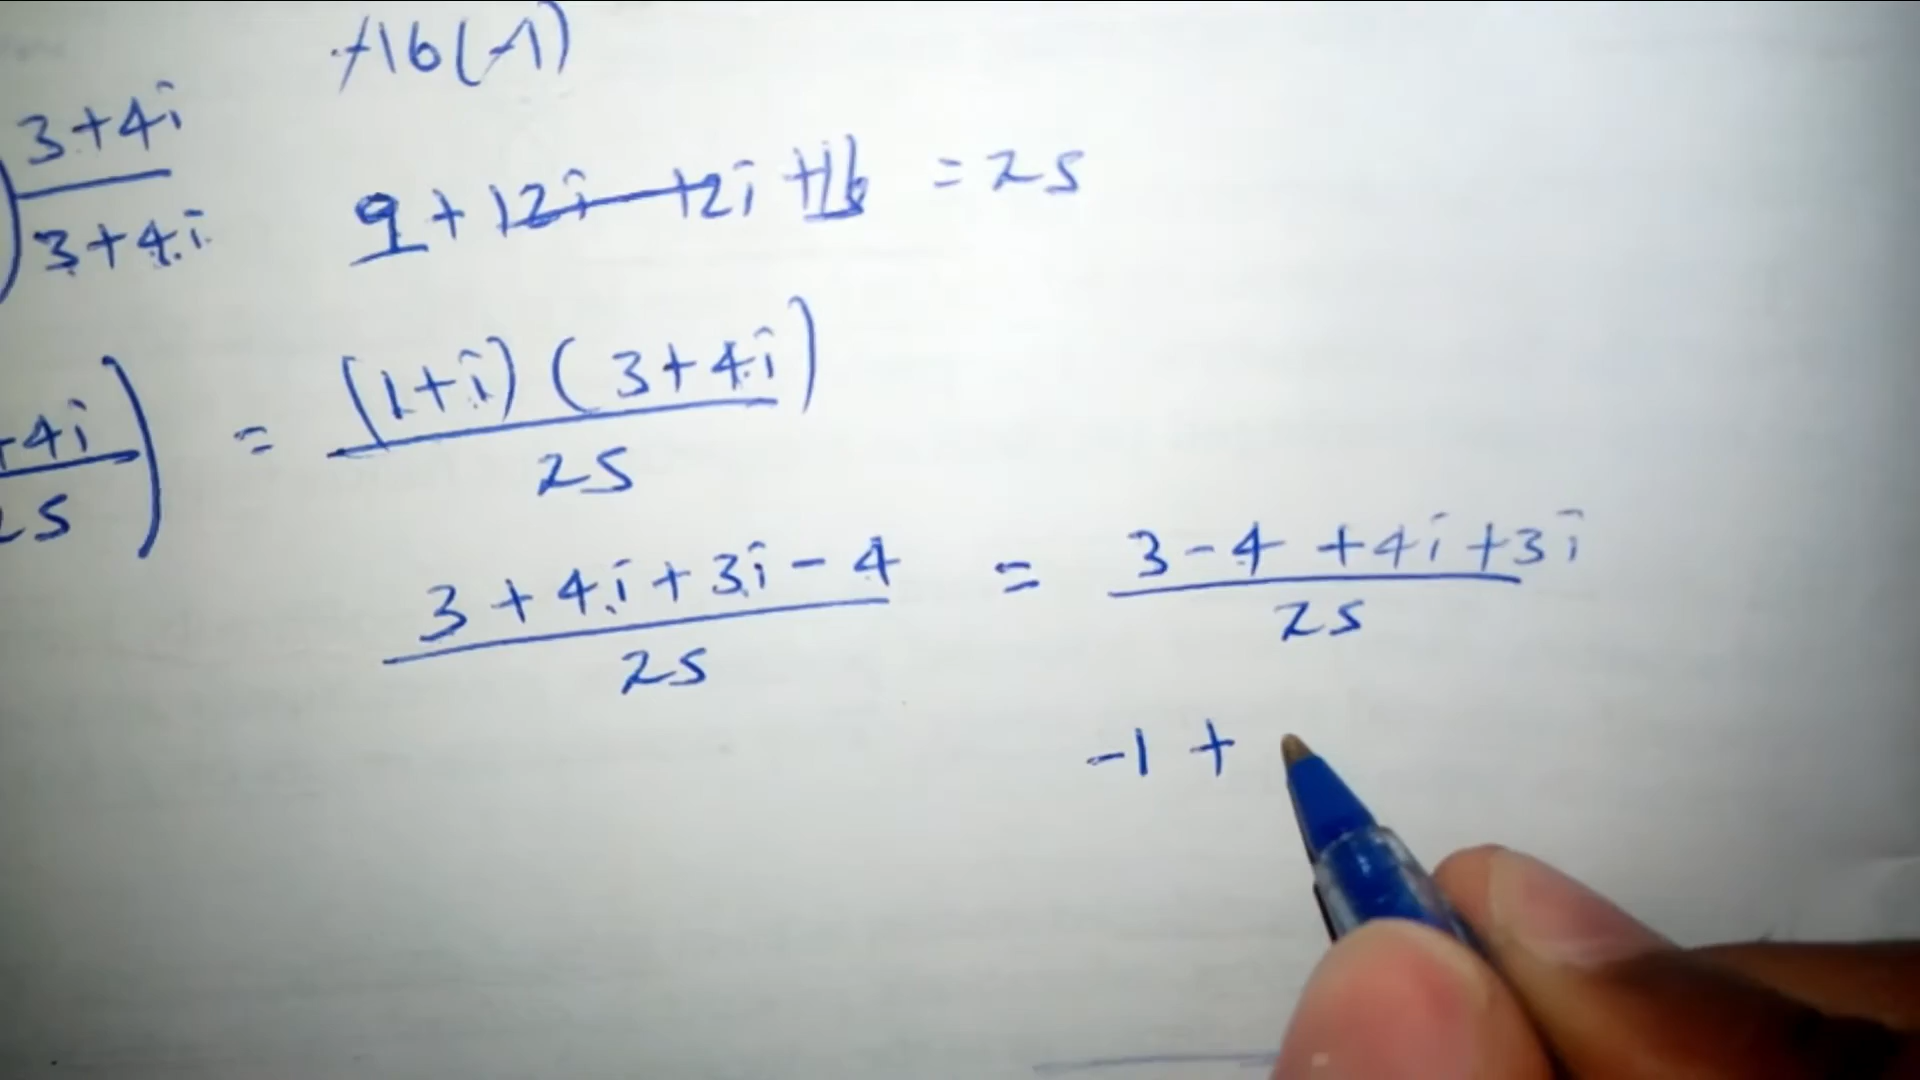 -16(-1)
3+4i
3+4i
9 + 12i - 12i + 16 = 25
+4i
25
) = (1+i) (3+4i)
25
3 + 4i + 3i - 4 = 3 - 4 + 4i + 3i
25 25
-1 +